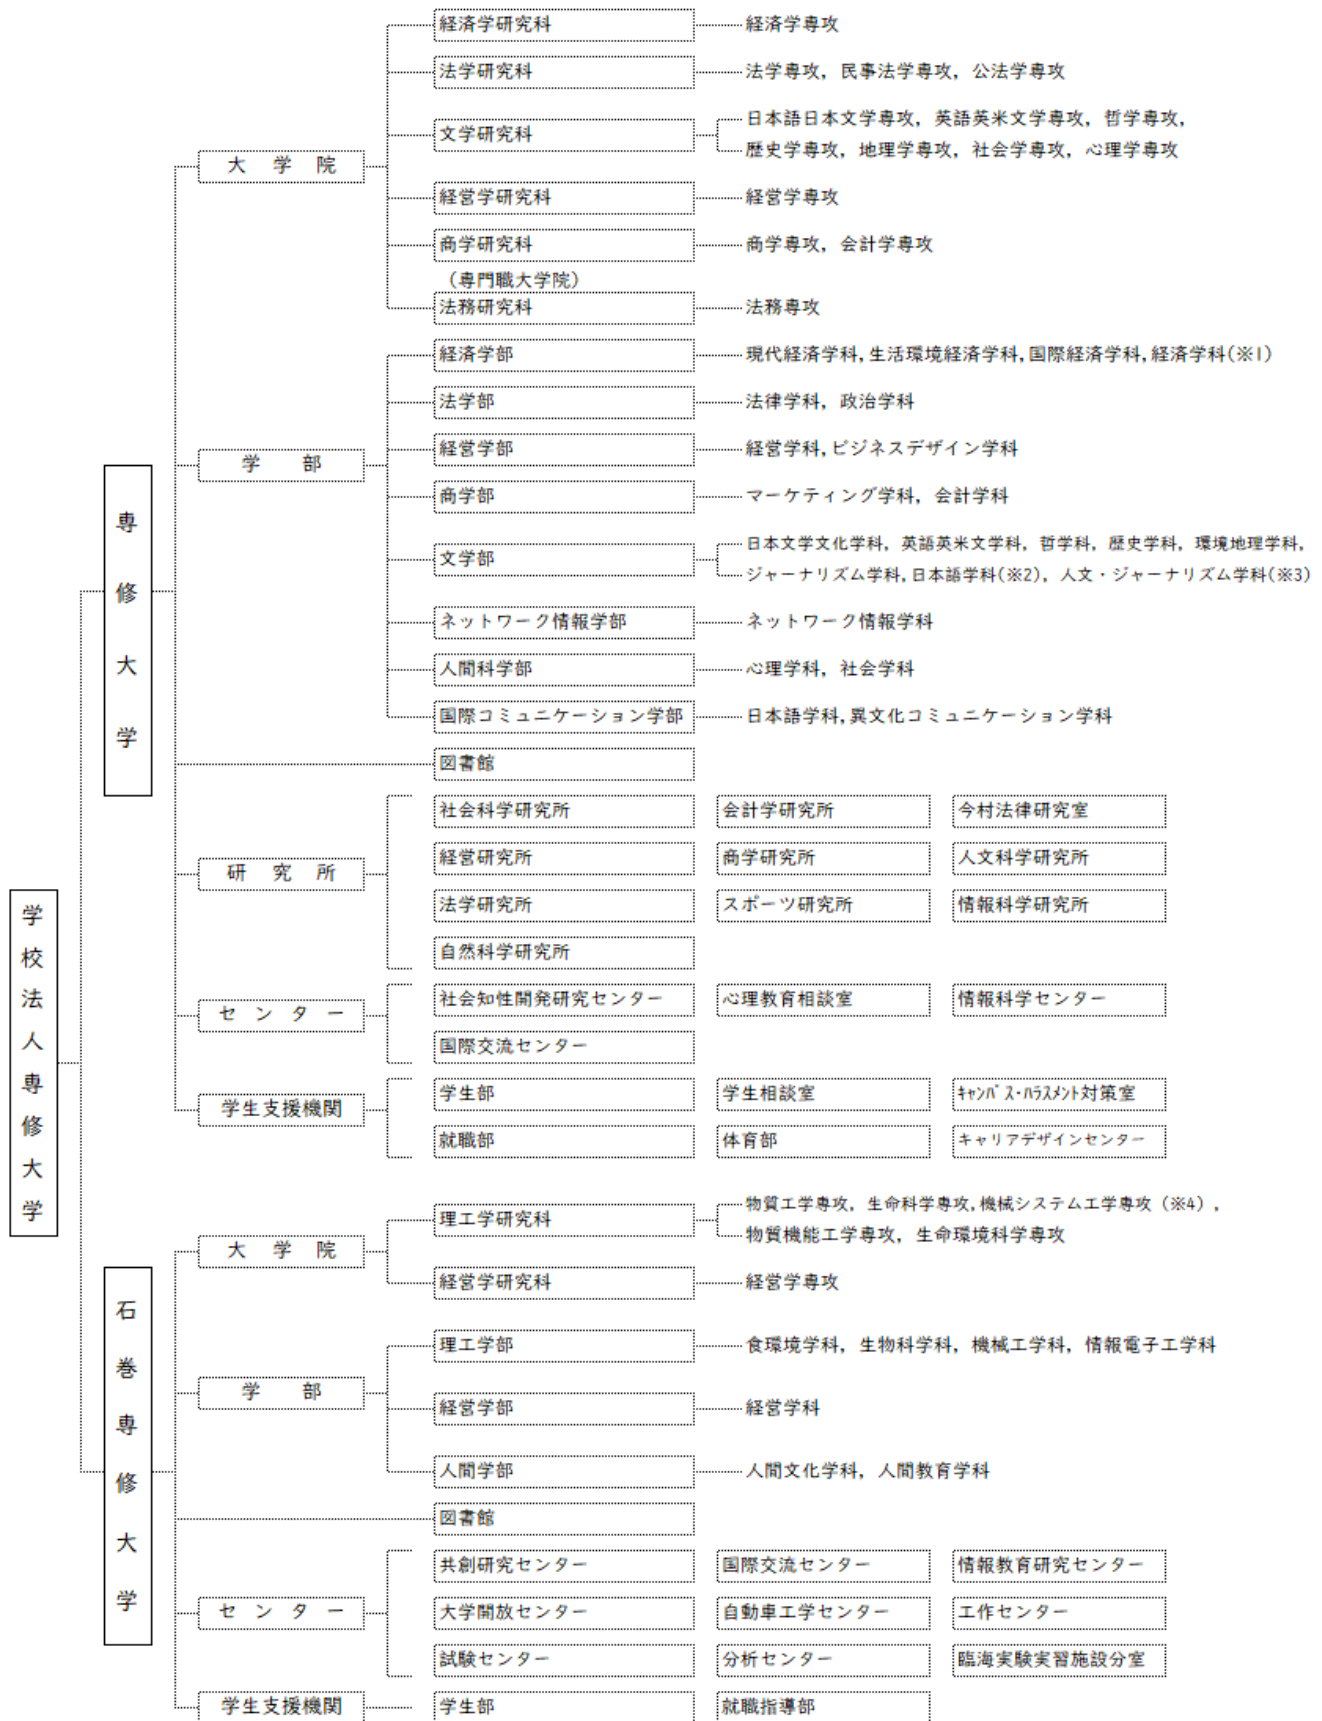 学校法人専修大学
専修大学
大学院
経済学研究科 経済学専攻
法学研究科 法学専攻，民事法学専攻，公法学専攻
文学研究科 日本語日本文学専攻，英語英米文学専攻，哲学専攻，
歴史学専攻，地理学専攻，社会学専攻，心理学専攻
経営学研究科 経営学専攻
商学研究科 商学専攻，会計学専攻
（専門職大学院）
法務研究科 法務専攻
学部
経済学部 現代経済学科,生活環境経済学科,国際経済学科,経済学科(※1)
法学部 法律学科，政治学科
経営学部 経営学科,ビジネスデザイン学科
商学部 マーケティング学科，会計学科
文学部 日本文学文化学科，英語英米文学科，哲学科，歴史学科，環境地理学科，
ジャーナリズム学科,日本語学科(※2)，人文・ジャーナリズム学科(※3)
ネットワーク情報学部 ネットワーク情報学科
人間科学部 心理学科，社会学科
国際コミュニケーション学部 日本語学科,異文化コミュニケーション学科
図書館
研究所
社会科学研究所 会計学研究所 今村法律研究室
経営研究所 商学研究所 人文科学研究所
法学研究所 スポーツ研究所 情報科学研究所
自然科学研究所
センター
社会知性開発研究センター 心理教育相談室 情報科学センター
国際交流センター
学生支援機関
学生部 学生相談室 ｷｬﾝﾊﾟｽ・ﾊﾗｽﾒﾝﾄ対策室
就職部 体育部 キャリアデザインセンター
石巻専修大学
大学院
理工学研究科 物質工学専攻，生命科学専攻,機械システム工学専攻（※4），
物質機能工学専攻，生命環境科学専攻
経営学研究科 経営学専攻
学部
理工学部 食環境学科，生物科学科，機械工学科，情報電子工学科
経営学部 経営学科
人間学部 人間文化学科，人間教育学科
図書館
センター
共創研究センター 国際交流センター 情報教育研究センター
大学開放センター 自動車工学センター 工作センター
試験センター 分析センター 臨海実験実習施設分室
学生支援機関
学生部 就職指導部